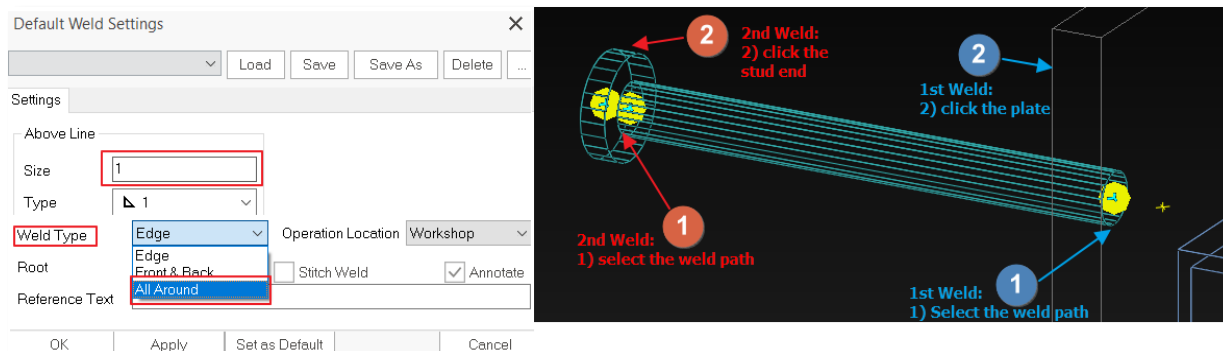 Default Weld Settings
Load Save Save As Delete ...
Settings
Above Line
Size 1
Type 1
Weld Type Edge Operation Location Workshop
Edge
Root Front & Back Stitch Weld Annotate
All Around
Reference Text
OK Apply Set as Default Cancel
2
2nd Weld:
2) click the
stud end
2
1st Weld:
2) click the plate
1
2nd Weld:
1) select the weld path
1
1st Weld:
1) Select the weld path